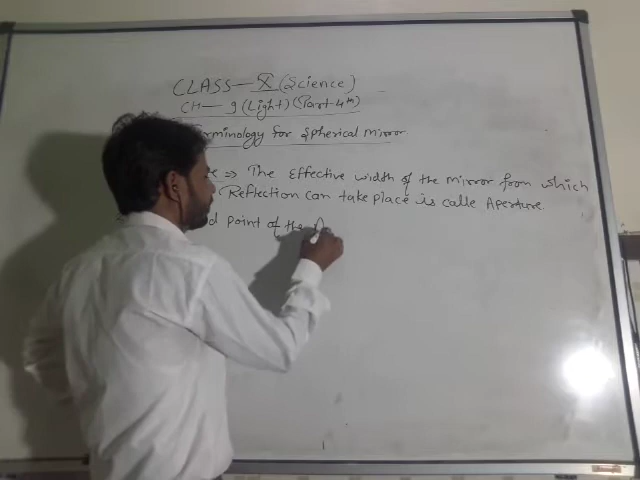 CLASS — X (Science)
CH — 9 (Light) (Part-4th)
rminology for spherical mirror
⇒ The Effective width of the mirror from which
Reflection can take place is calle Aperture.
d point of the A